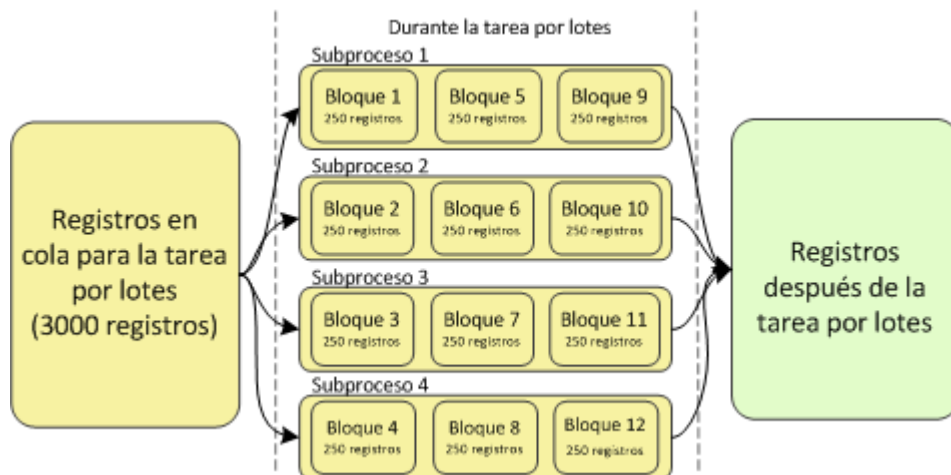 Durante la tarea por lotes
Registros en
cola para la tarea
por lotes
(3000 registros)
Subproceso 1
Bloque 1
250 registros
Bloque 5
250 registros
Bloque 9
250 registros
Subproceso 2
Bloque 2
250 registros
Bloque 6
250 registros
Bloque 10
250 registros
Subproceso 3
Bloque 3
250 registros
Bloque 7
250 registros
Bloque 11
250 registros
Subproceso 4
Bloque 4
250 registros
Bloque 8
250 registros
Bloque 12
250 registros
Registros
después de la
tarea por lotes